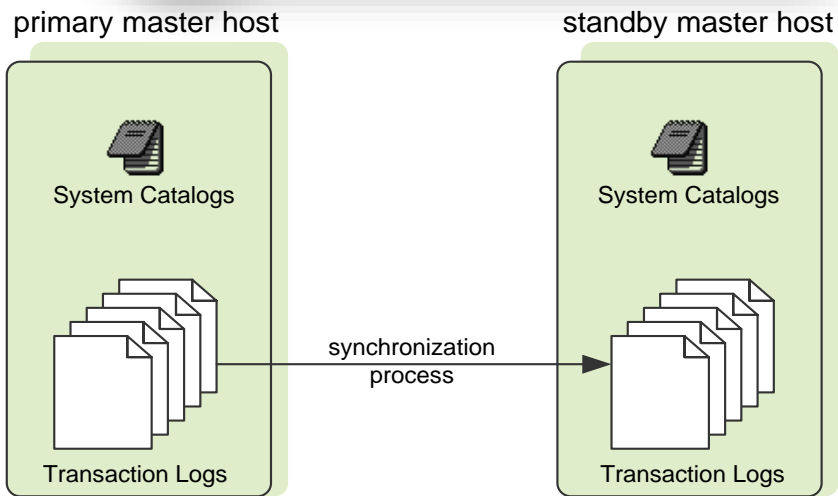 primary master host
standby master host
System Catalogs
System Catalogs
synchronization
process
Transaction Logs
Transaction Logs